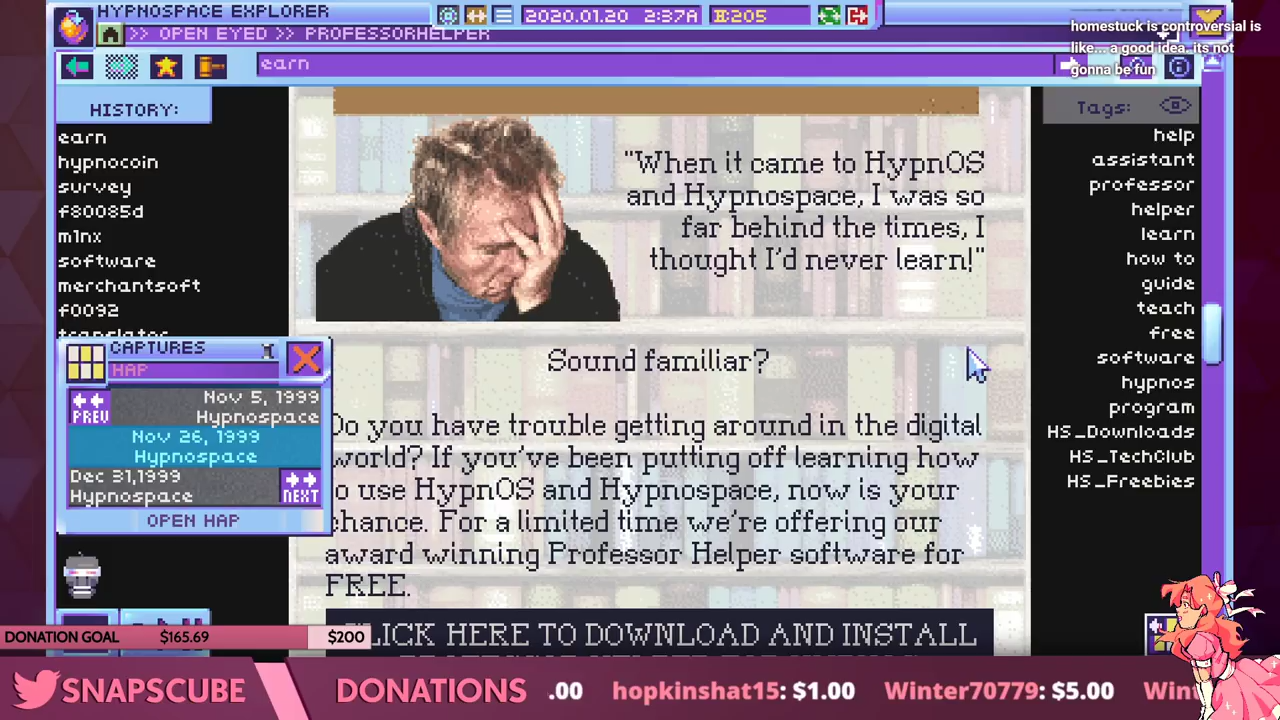 HYPNOSPACE EXPLORER
2020.01.20 2:37A
205
homestuck is controversial is
like... a good idea..its not
gonna be fun
>> OPEN EYED >> PROFESSORHELPER
earn
HISTORY:
earn
hypnocoin
survey
f80085d
m1nx
software
merchantsoft
f0092
translator
CAPTURES
HAP
PREV
Nov 5, 1999
Hypnospace
Nov 26, 1999
Hypnospace
Dec 31,1999
Hypnospace
NEXT
OPEN HAP
"When it came to HypnOS
and Hypnospace, I was so
far behind the times, I
thought I'd never learn!"
Sound familiar?
Do you have trouble getting around in the digital
world? If you've been putting off learning how
to use HypnOS and Hypnospace, now is your
chance. For a limited time we're offering our
award winning Professor Helper software for
FREE.
CLICK HERE TO DOWNLOAD AND INSTALL
Tags:
help
assistant
professor
helper
learn
how to
guide
teach
free
software
hypnos
program
HS_Downloads
HS_TechClub
HS_Freebies
DONATION GOAL $165.69 $200
SNAPSCUBE DONATIONS .00 hopkinshat15: $1.00 Winter70779: $5.00 Wint